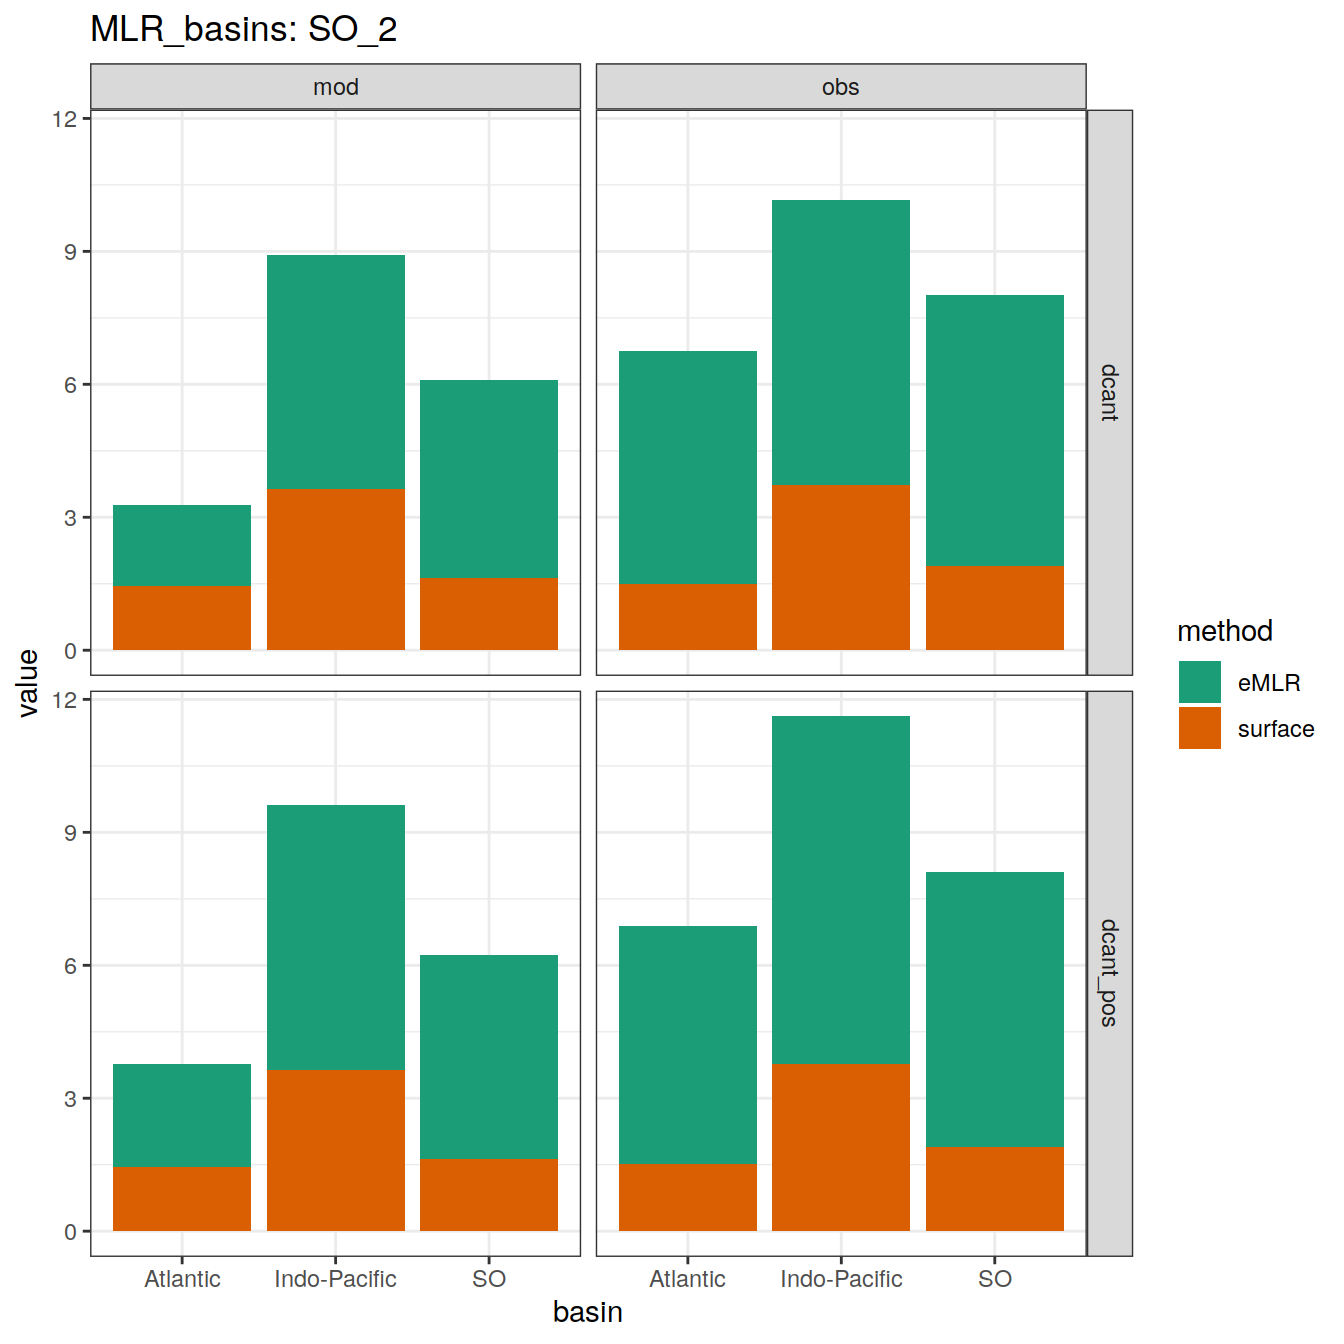 MLR_basins: SO_2
mod
obs
12
9
6
3
0
dcant
12
9
6
3
0
dcant_pos
value
Atlantic
Indo-Pacific
SO
Atlantic
Indo-Pacific
SO
basin
method
eMLR
surface